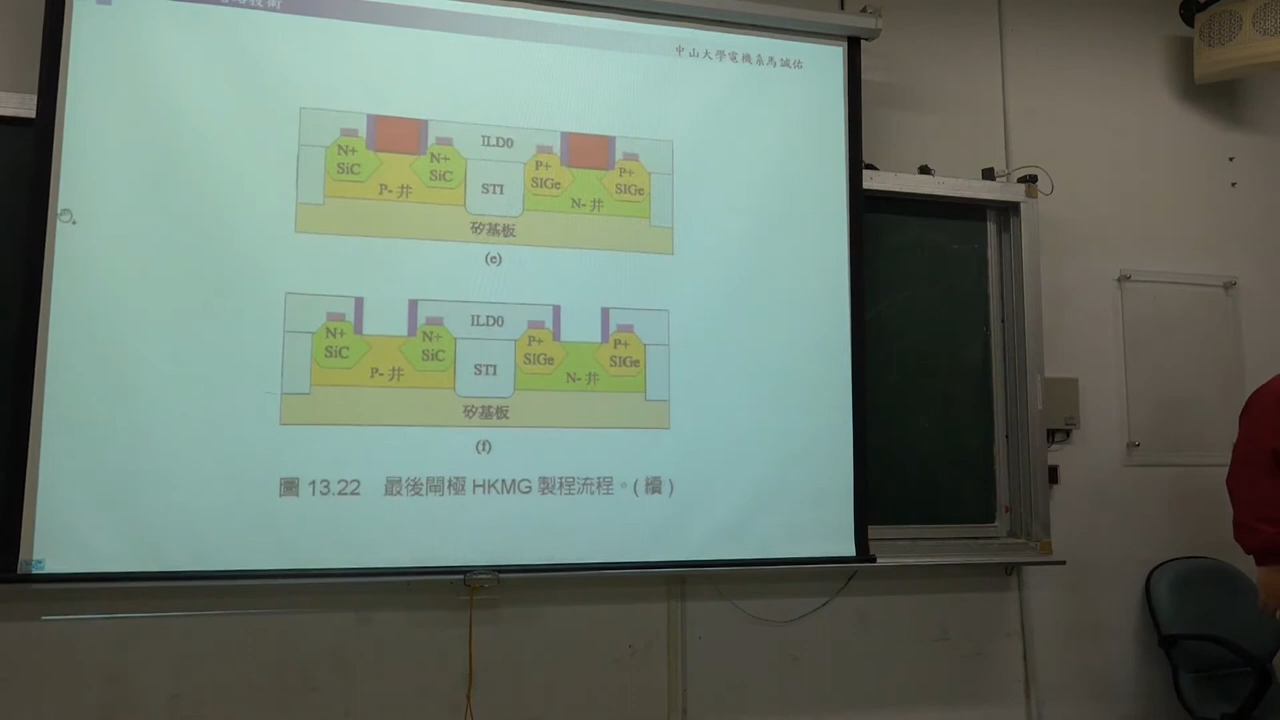 技術
中山大學電機系馬誠佑
N+ SiC
N+ SiC
ILD0
P+ SIGe
P+ SIGe
P- 井
STI
N- 井
矽基板
(e)
N+ SiC
N+ SiC
ILD0
P+ SIGe
P+ SIGe
P- 井
STI
N- 井
矽基板
(f)
圖 13.22 最後閘極 HKMG 製程流程。( 續 )